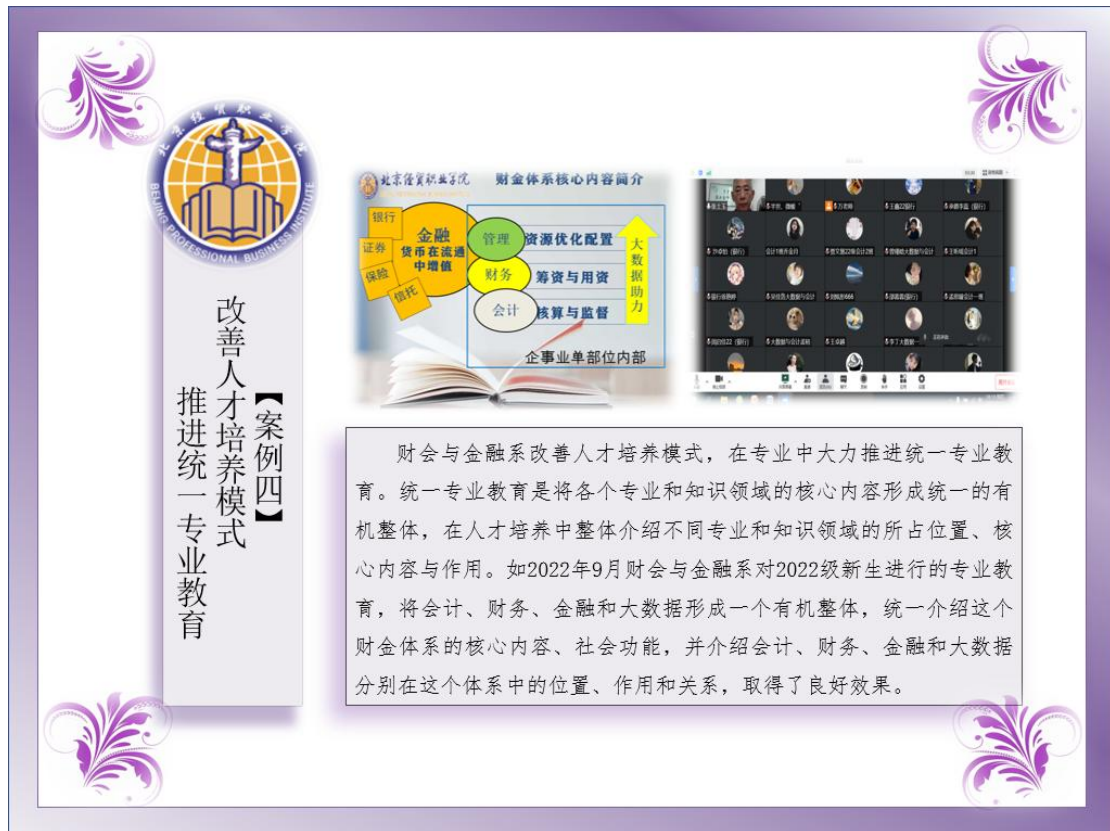 北京经贸职业学院
BEIJING PROFESSIONAL BUSINESS INSTITUTE
【案例四】
改善人才培养模式
推进统一专业教育
北京经贸职业学院
财金体系核心内容简介
银行
证券
保险
信托
金融
货币在流通
中增值
管理
资源优化配置
财务
筹资与用资
会计
核算与监督
大数据助力
企事业单部位内部
财会与金融系改善人才培养模式，在专业中大力推进统一专业教
育。统一专业教育是将各个专业和知识领域的核心内容形成统一的有
机整体，在人才培养中整体介绍不同专业和知识领域的所占位置、核
心内容与作用。如2022年9月财会与金融系对2022级新生进行的专业教
育，将会计、财务、金融和大数据形成一个有机整体，统一介绍这个
财金体系的核心内容、社会功能，并介绍会计、财务、金融和大数据
分别在这个体系中的位置、作用和关系，取得了良好效果。